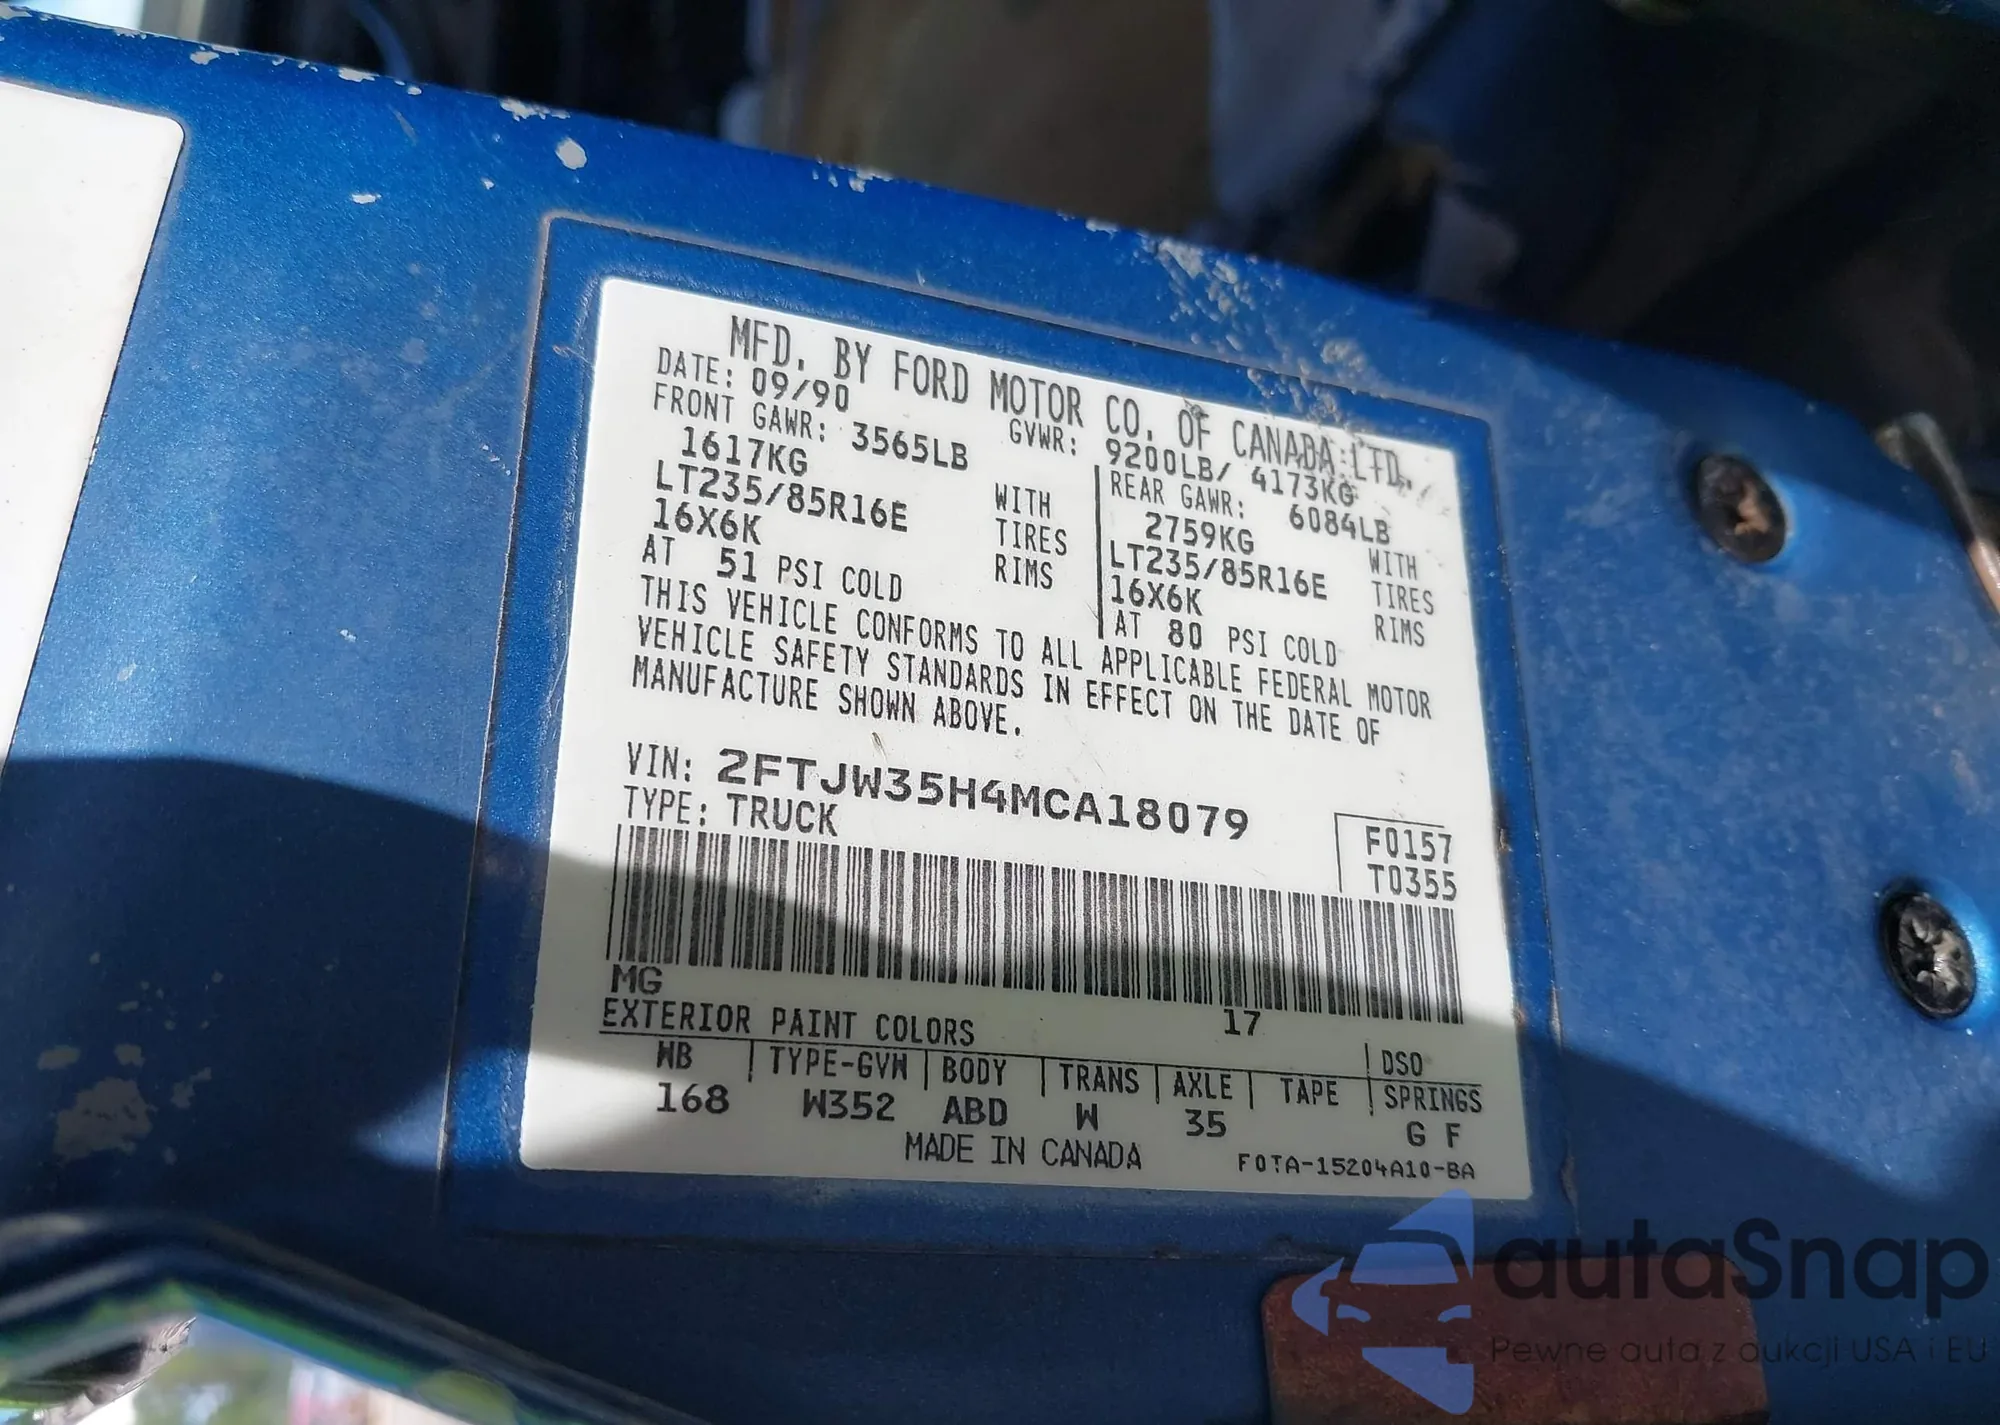 MFD. BY FORD MOTOR CO. OF CANADA LTD.
DATE: 09/90 GVWR: 9200LB/ 4173KG
FRONT GAWR: 3565LB REAR GAWR: 6084LB
1617KG WITH 2759KG WITH
LT235/85R16E TIRES LT235/85R16E TIRES
16X6K RIMS 16X6K RIMS
AT 51 PSI COLD AT 80 PSI COLD
THIS VEHICLE CONFORMS TO ALL APPLICABLE FEDERAL MOTOR
VEHICLE SAFETY STANDARDS IN EFFECT ON THE DATE OF
MANUFACTURE SHOWN ABOVE.
VIN: 2FTJW35H4MCA18079
TYPE: TRUCK
F0157
T0355
MG 17
EXTERIOR PAINT COLORS DSO
WB TYPE-GVW BODY TRANS AXLE TAPE SPRINGS
168 W352 ABD W 35 G F
MADE IN CANADA F0TA-15204A10-BA
autaSnap
Pewne auta z aukcji USA i EU